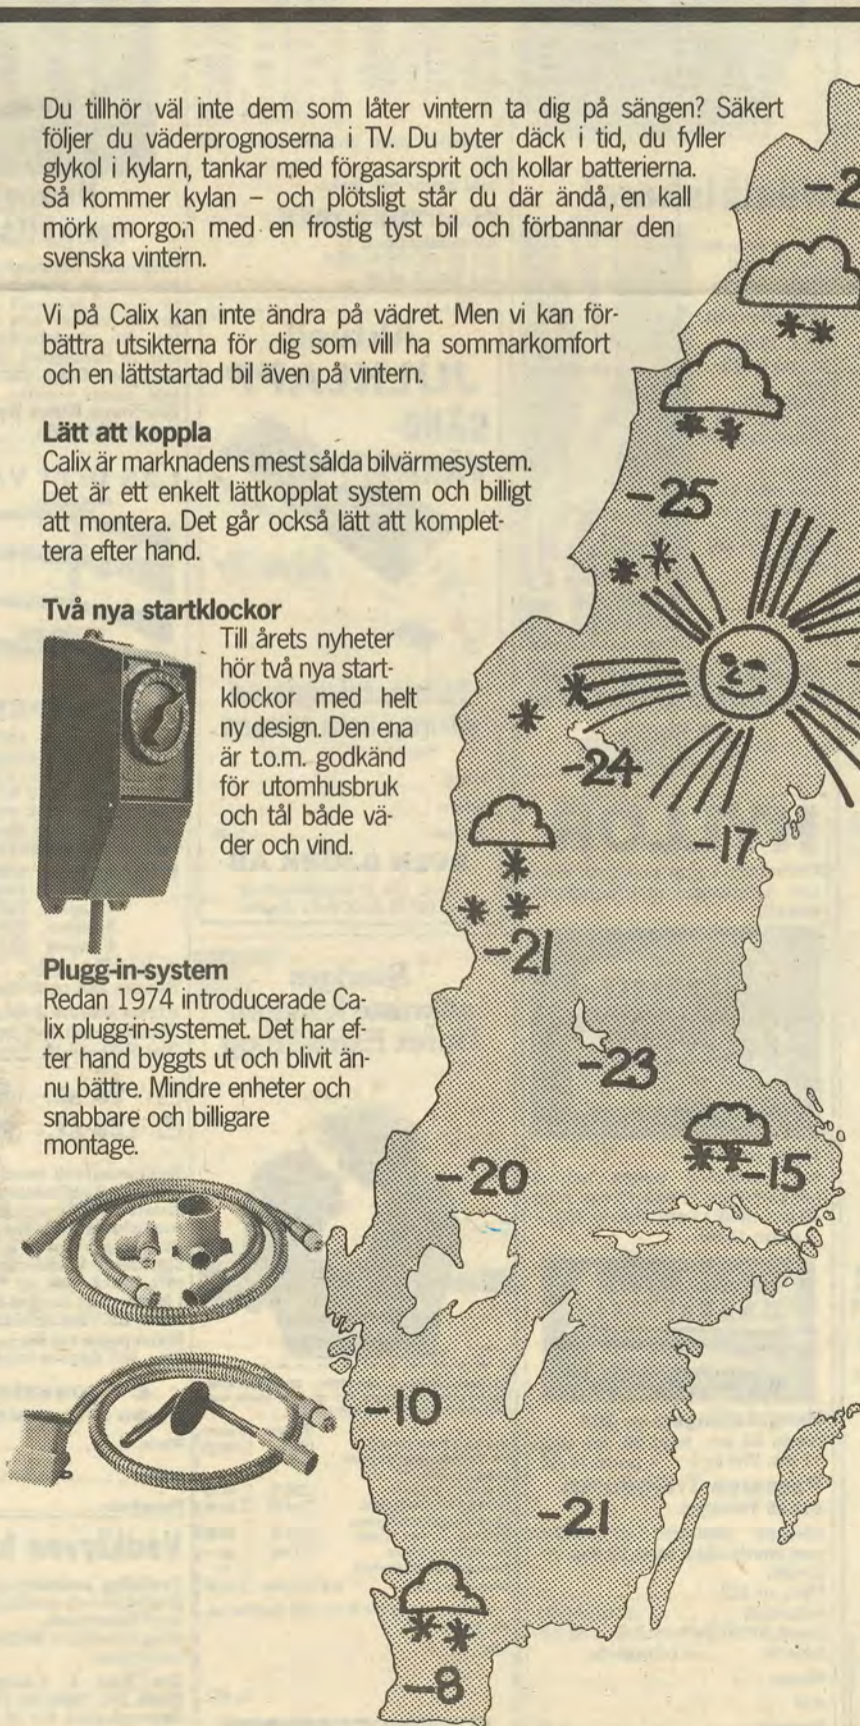 Du tillhör väl inte dem som låter vintern ta dig på sängen? Säkert
följer du väderprognoserna i TV. Du byter däck i tid, du fyller
glykol i kylarn, tankar med förgasarsprit och kollar batterierna.
Så kommer kylan – och plötsligt står du där ändå, en kall
mörk morgon med en frostig tyst bil och förbannar den
svenska vintern.
Vi på Calix kan inte ändra på vädret. Men vi kan för-
bättra utsikterna för dig som vill ha sommarkomfort
och en lättstartad bil även på vintern.
Lätt att koppla
Calix är marknadens mest sålda bilvärmesystem.
Det är ett enkelt lättkopplat system och billigt
att montera. Det går också lätt att komplet-
tera efter hand.
Två nya startklockor
Till årets nyheter
hör två nya start-
klockor med helt
ny design. Den ena
är t.o.m. godkänd
för utomhusbruk
och tål både vä-
der och vind.
Plugg-in-system
Redan 1974 introducerade Ca-
lix plugg-in-systemet. Det har ef-
ter hand byggts ut och blivit än-
nu bättre. Mindre enheter och
snabbare och billigare
montage.
-25
-24
-17
-21
-23
-15
-20
-10
-21
-8